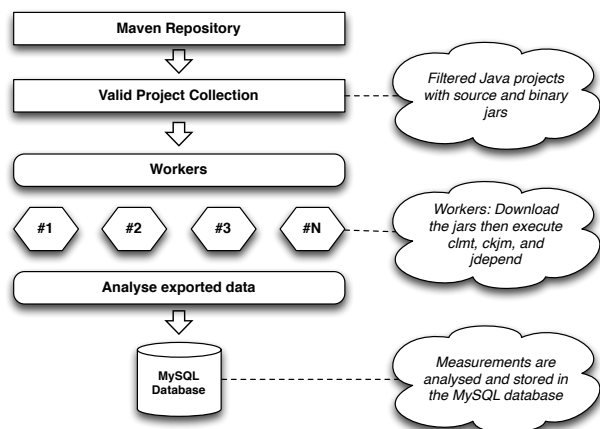 Maven Repository
Valid Project Collection
Filtered Java projects
with source and binary
jars
Workers
#1
#2
#3
#N
Workers: Download
the jars then execute
clmt, ckjm, and
jdepend
Analyse exported data
MySQL
Database
Measurements are
analysed and stored in
the MySQL database